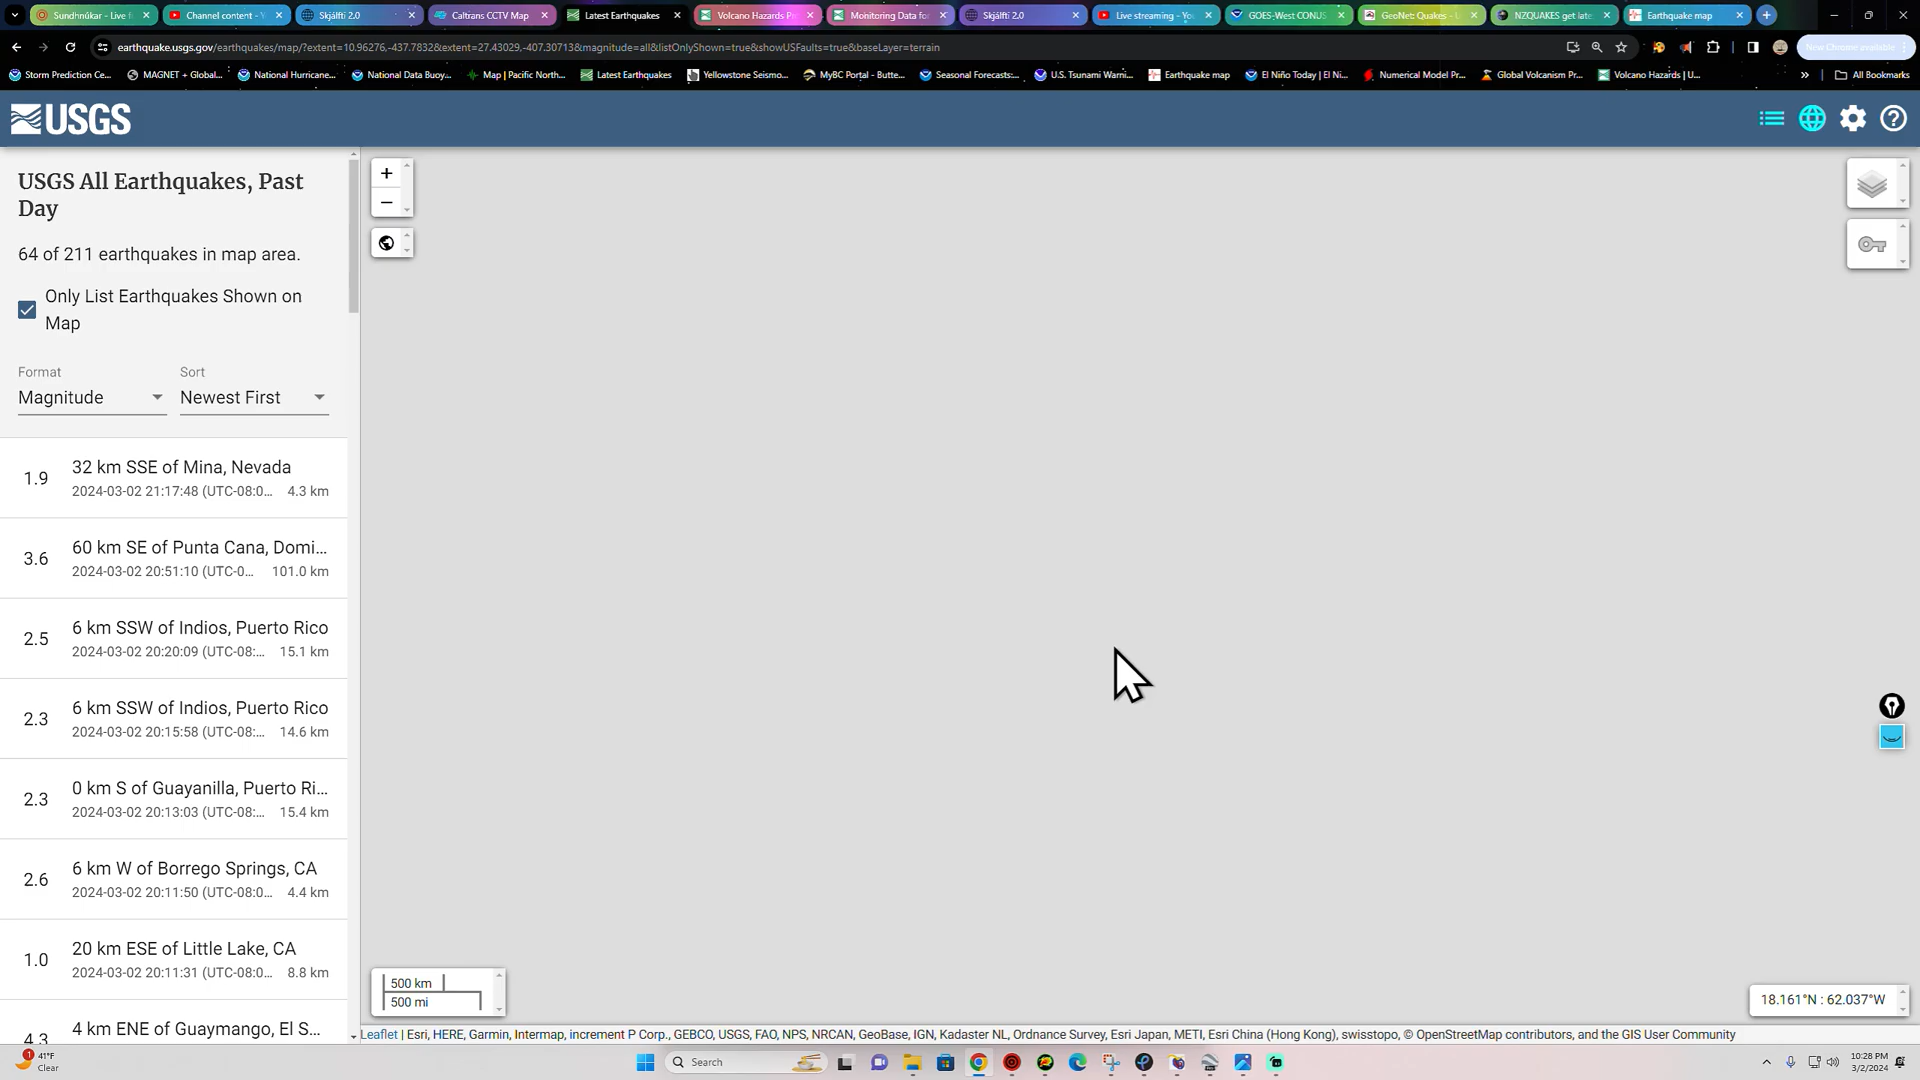 Sundhnúkar - Live f
Channel content - Y
Skjálfti 2.0
Caltrans CCTV Map
Latest Earthquakes
Volcano Hazards P
Monitoring Data fo
Skjálfti 2.0
Live streaming - Yo
GOES-West CONUS
GeoNet: Quakes - 
NZQUAKES get late
Earthquake map
earthquake.usgs.gov/earthquakes/map/?extent=10.96276,-437.7832&extent=27.43029,-407.30713&magnitude=all&listOnlyShown=true&showUSFaults=true&baseLayer=terrain
New Chrome available
Storm Prediction Ce...
MAGNET + Global...
National Hurricane...
National Data Buoy...
Map | Pacific North...
Latest Earthquakes
Yellowstone Seismo...
MyBC Portal - Butte...
Seasonal Forecasts:...
U.S. Tsunami Warni...
Earthquake map
El Niño Today | El Ni...
Numerical Model Pr...
Global Volcanism Pr...
Volcano Hazards | U...
» All Bookmarks
USGS
USGS All Earthquakes, Past
Day
64 of 211 earthquakes in map area.
Only List Earthquakes Shown on
Map
Format Sort
Magnitude Newest First
1.9 32 km SSE of Mina, Nevada
2024-03-02 21:17:48 (UTC-08:0... 4.3 km
3.6 60 km SE of Punta Cana, Domi...
2024-03-02 20:51:10 (UTC-0... 101.0 km
2.5 6 km SSW of Indios, Puerto Rico
2024-03-02 20:20:09 (UTC-08:... 15.1 km
2.3 6 km SSW of Indios, Puerto Rico
2024-03-02 20:15:58 (UTC-08:... 14.6 km
2.3 0 km S of Guayanilla, Puerto Ri...
2024-03-02 20:13:03 (UTC-08:... 15.4 km
2.6 6 km W of Borrego Springs, CA
2024-03-02 20:11:50 (UTC-08:0... 4.4 km
1.0 20 km ESE of Little Lake, CA
2024-03-02 20:11:31 (UTC-08:0... 8.8 km
4.3 4 km ENE of Guaymango, El S...
+
−
500 km
500 mi
18.161°N : 62.037°W
Leaflet | Esri, HERE, Garmin, Intermap, increment P Corp., GEBCO, USGS, FAO, NPS, NRCAN, GeoBase, IGN, Kadaster NL, Ordnance Survey, Esri Japan, METI, Esri China (Hong Kong), swisstopo, © OpenStreetMap contributors, and the GIS User Community
1
41°F
Clear
Search
10:28 PM
3/2/2024